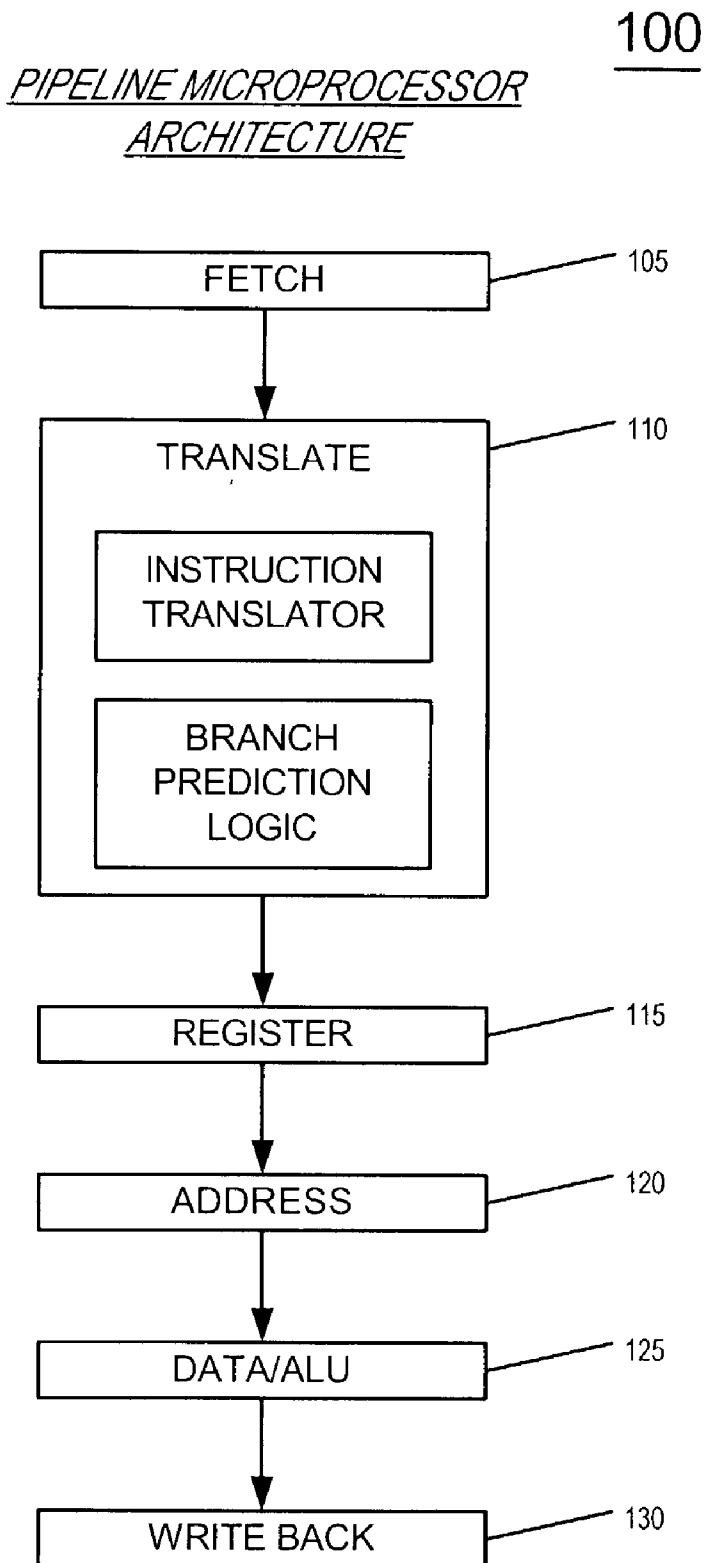 100
PIPELINE MICROPROCESSOR
ARCHITECTURE
FETCH
105
TRANSLATE
110
INSTRUCTION
TRANSLATOR
BRANCH
PREDICTION
LOGIC
REGISTER
115
ADDRESS
120
DATA/ALU
125
WRITE BACK
130